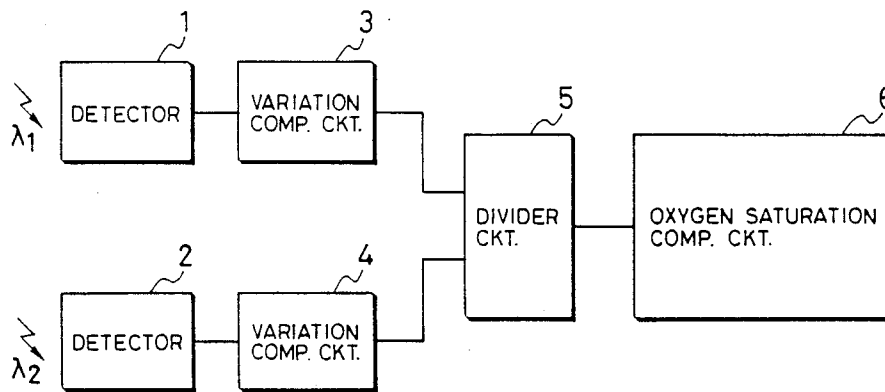 1
3
DETECTOR
VARIATION
COMP. CKT.
λ1
5
6
DIVIDER
CKT.
OXYGEN SATURATION
COMP. CKT.
2
4
DETECTOR
VARIATION
COMP. CKT.
λ2